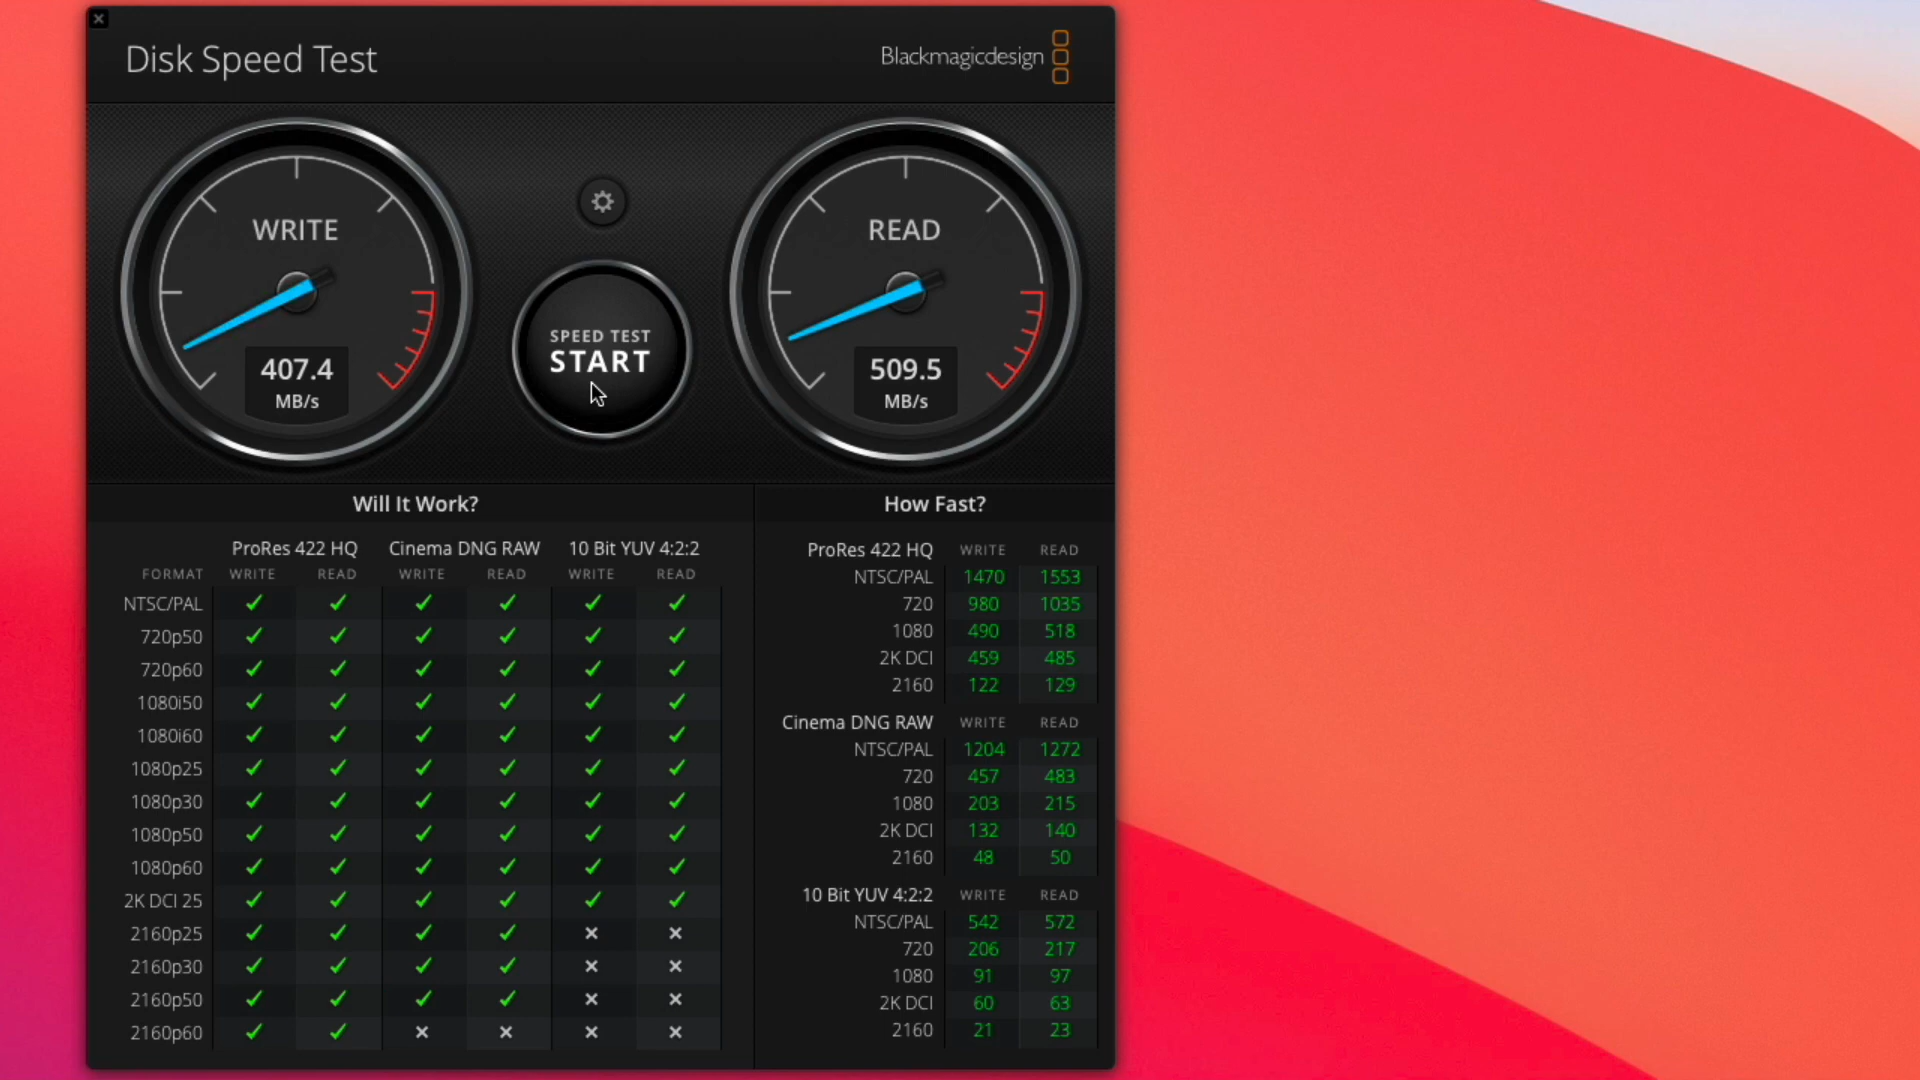 Disk Speed Test
Blackmagicdesign
WRITE
407.4
MB/s
SPEED TEST
START
READ
509.5
MB/s
Will It Work?
ProRes 422 HQ Cinema DNG RAW 10 Bit YUV 4:2:2
FORMAT WRITE READ WRITE READ WRITE READ
NTSC/PAL ✓ ✓ ✓ ✓ ✓ ✓
720p50 ✓ ✓ ✓ ✓ ✓ ✓
720p60 ✓ ✓ ✓ ✓ ✓ ✓
1080i50 ✓ ✓ ✓ ✓ ✓ ✓
1080i60 ✓ ✓ ✓ ✓ ✓ ✓
1080p25 ✓ ✓ ✓ ✓ ✓ ✓
1080p30 ✓ ✓ ✓ ✓ ✓ ✓
1080p50 ✓ ✓ ✓ ✓ ✓ ✓
1080p60 ✓ ✓ ✓ ✓ ✓ ✓
2K DCI 25 ✓ ✓ ✓ ✓ ✓ ✓
2160p25 ✓ ✓ ✓ ✓ × ×
2160p30 ✓ ✓ ✓ ✓ × ×
2160p50 ✓ ✓ ✓ ✓ × ×
2160p60 ✓ ✓ × × × ×
How Fast?
ProRes 422 HQ WRITE READ
NTSC/PAL 1470 1553
720 980 1035
1080 490 518
2K DCI 459 485
2160 122 129
Cinema DNG RAW WRITE READ
NTSC/PAL 1204 1272
720 457 483
1080 203 215
2K DCI 132 140
2160 48 50
10 Bit YUV 4:2:2 WRITE READ
NTSC/PAL 542 572
720 206 217
1080 91 97
2K DCI 60 63
2160 21 23